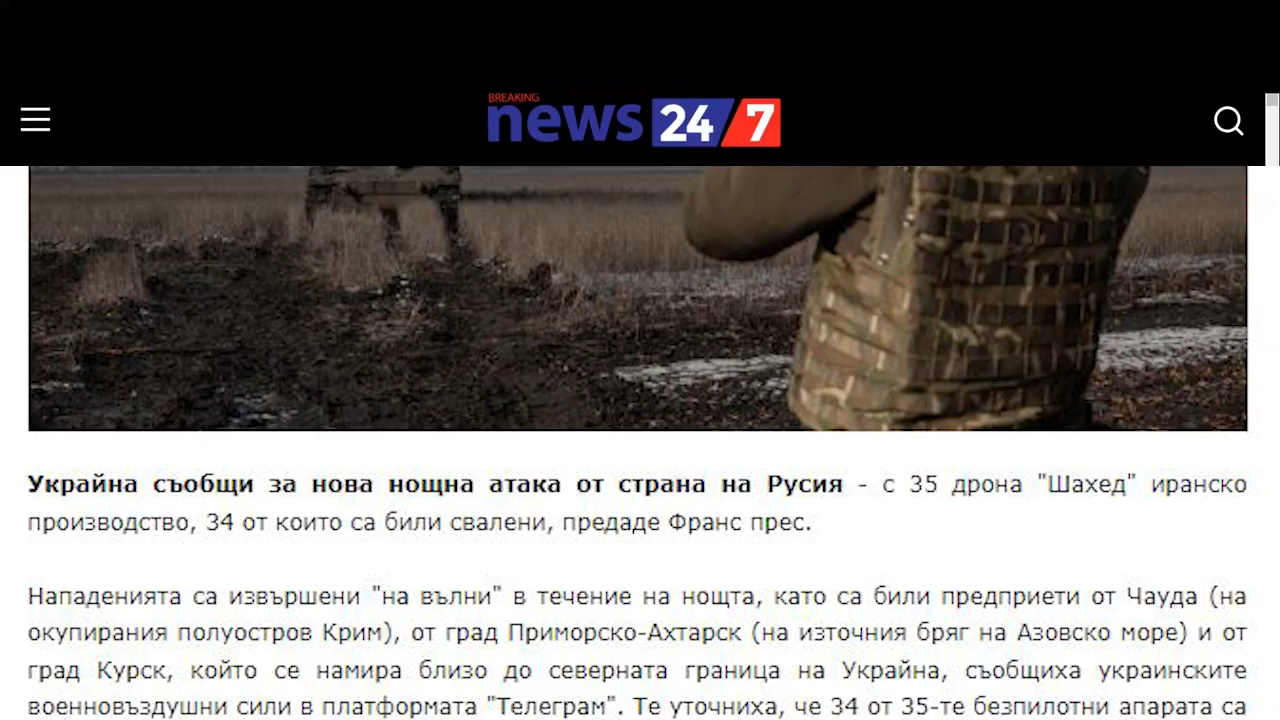 BREAKING
news 24 7
Украйна съобщи за нова нощна атака от страна на Русия - с 35 дрона "Шахед" иранско
производство, 34 от които са били свалени, предаде Франс прес.
Нападенията са извършени "на вълни" в течение на нощта, като са били предприети от Чауда (на
окупирания полуостров Крим), от град Приморско-Ахтарск (на източния бряг на Азовско море) и от
град Курск, който се намира близо до северната граница на Украйна, съобщиха украинските
военновъздушни сили в платформата "Телеграм". Те уточниха, че 34 от 35-те безпилотни апарата са